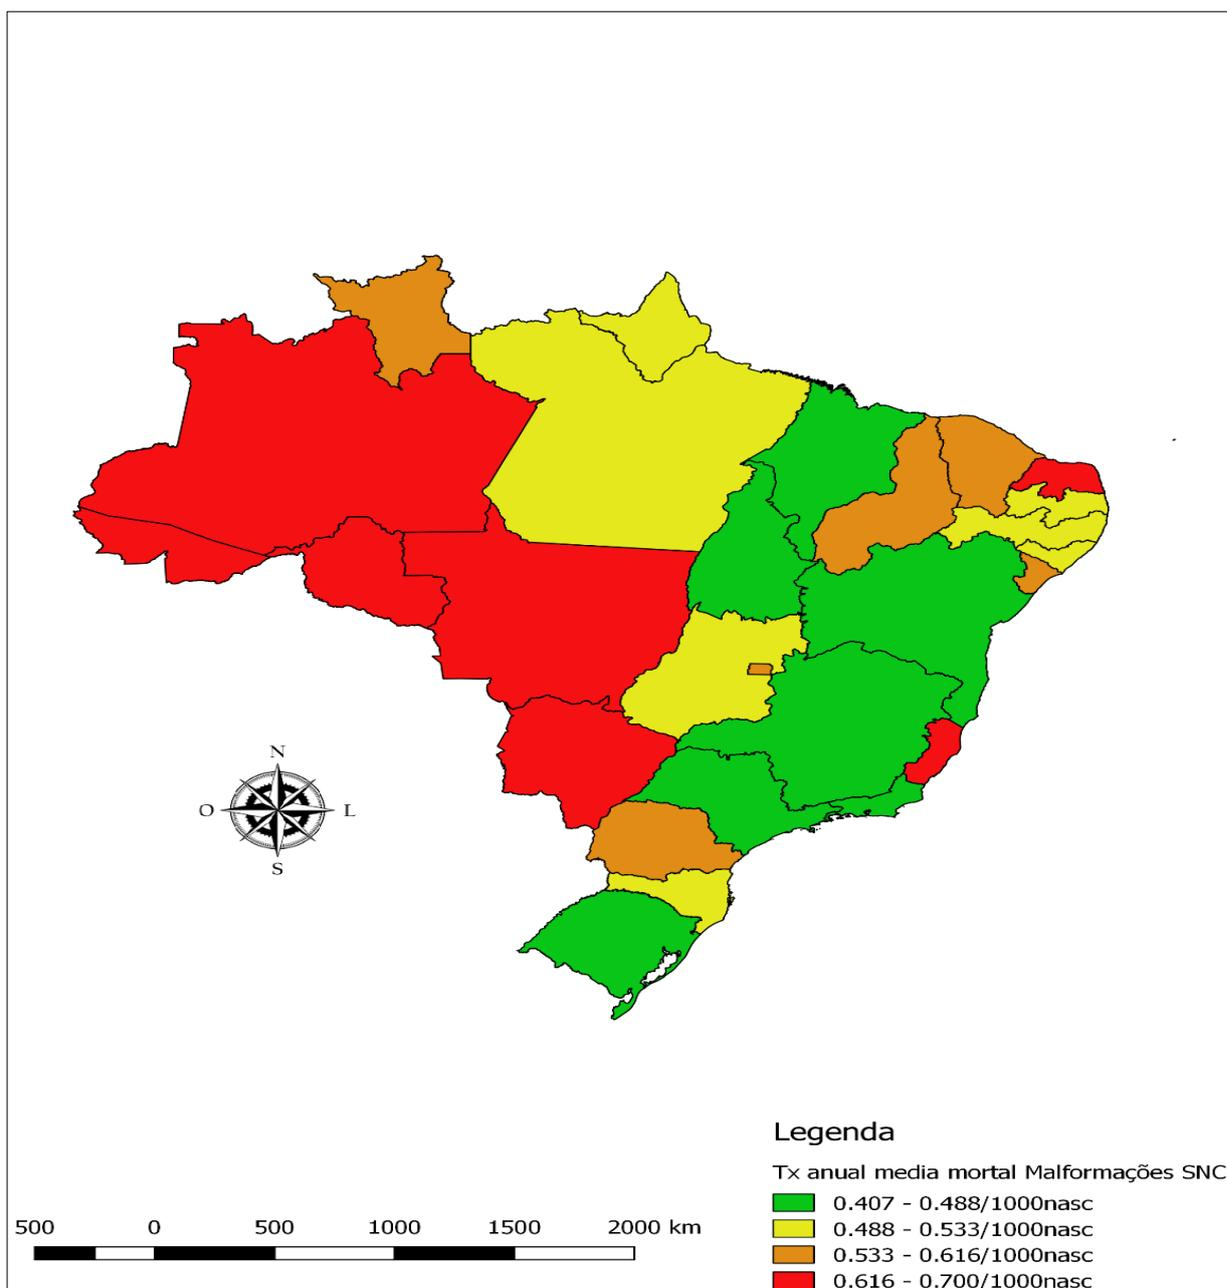 N
O L
S
Legenda
Tx anual media mortal Malformações SNC
0.407 - 0.488/1000nasc
0.488 - 0.533/1000nasc
0.533 - 0.616/1000nasc
0.616 - 0.700/1000nasc
500 0 500 1000 1500 2000 km